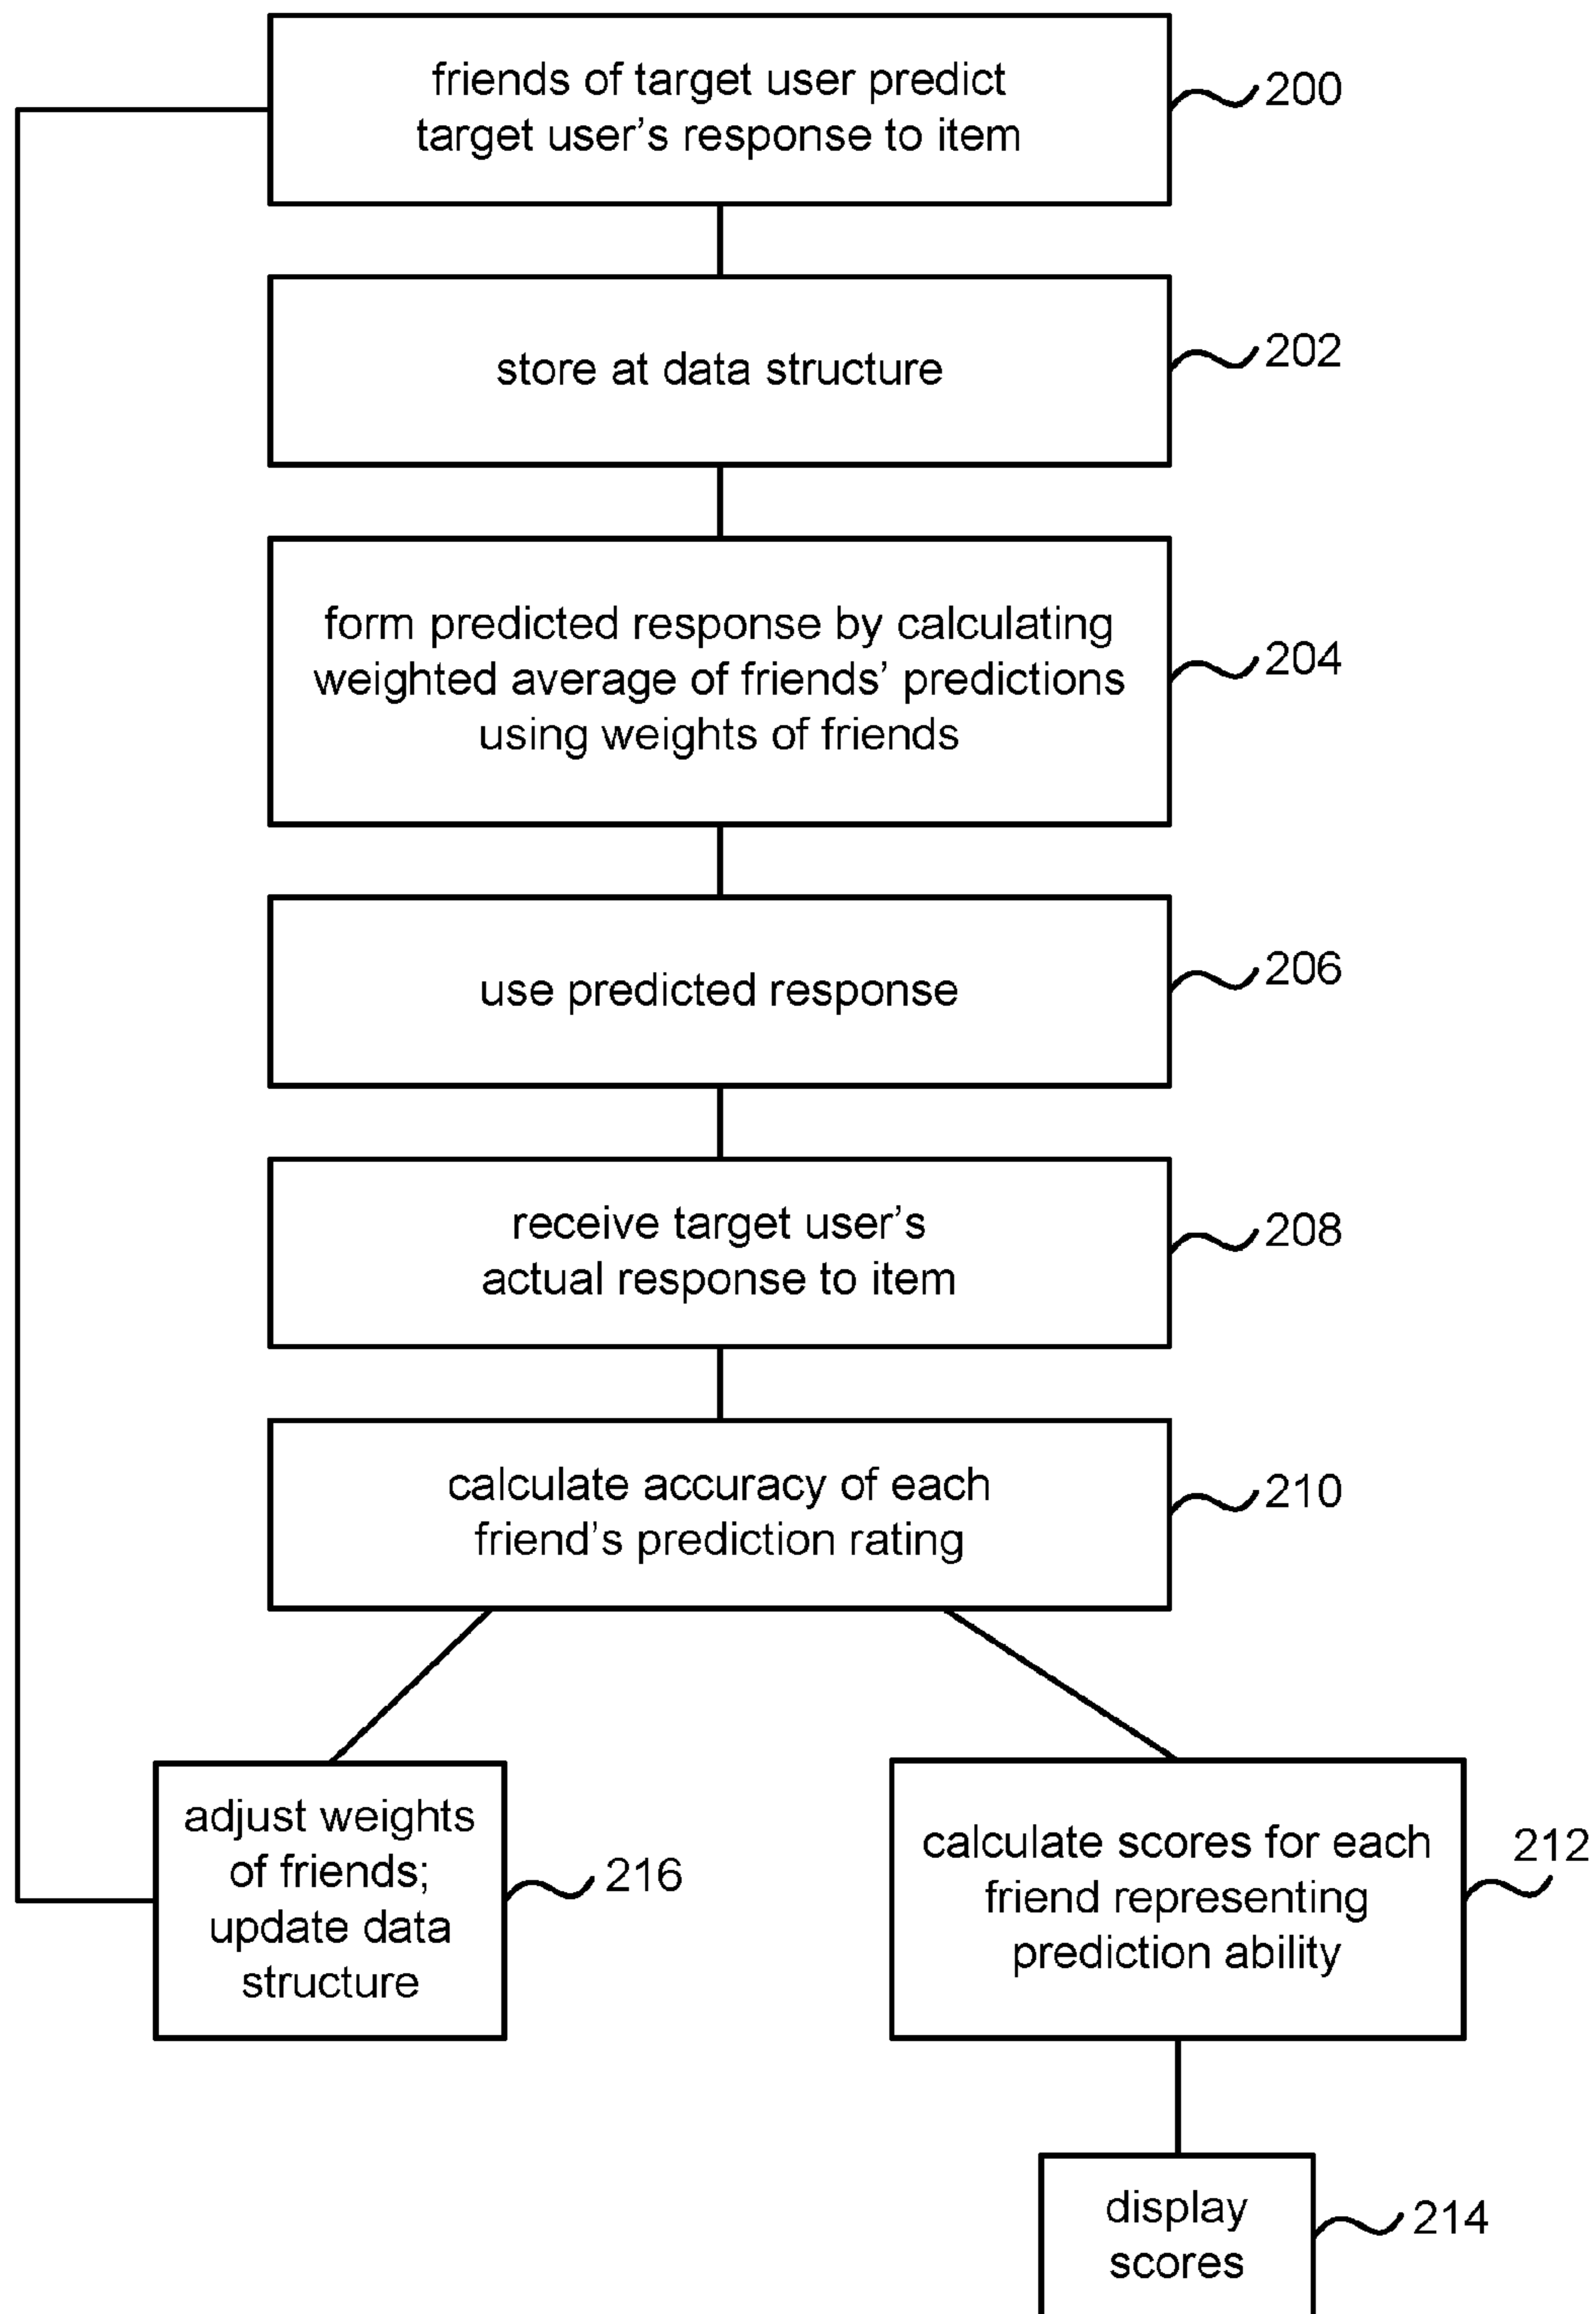 friends of target user predict
target user's response to item
200
store at data structure
202
form predicted response by calculating
weighted average of friends' predictions
using weights of friends
204
use predicted response
206
receive target user's
actual response to item
208
calculate accuracy of each
friend's prediction rating
210
adjust weights
of friends;
update data
structure
216
calculate scores for each
friend representing
prediction ability
212
display
scores
214